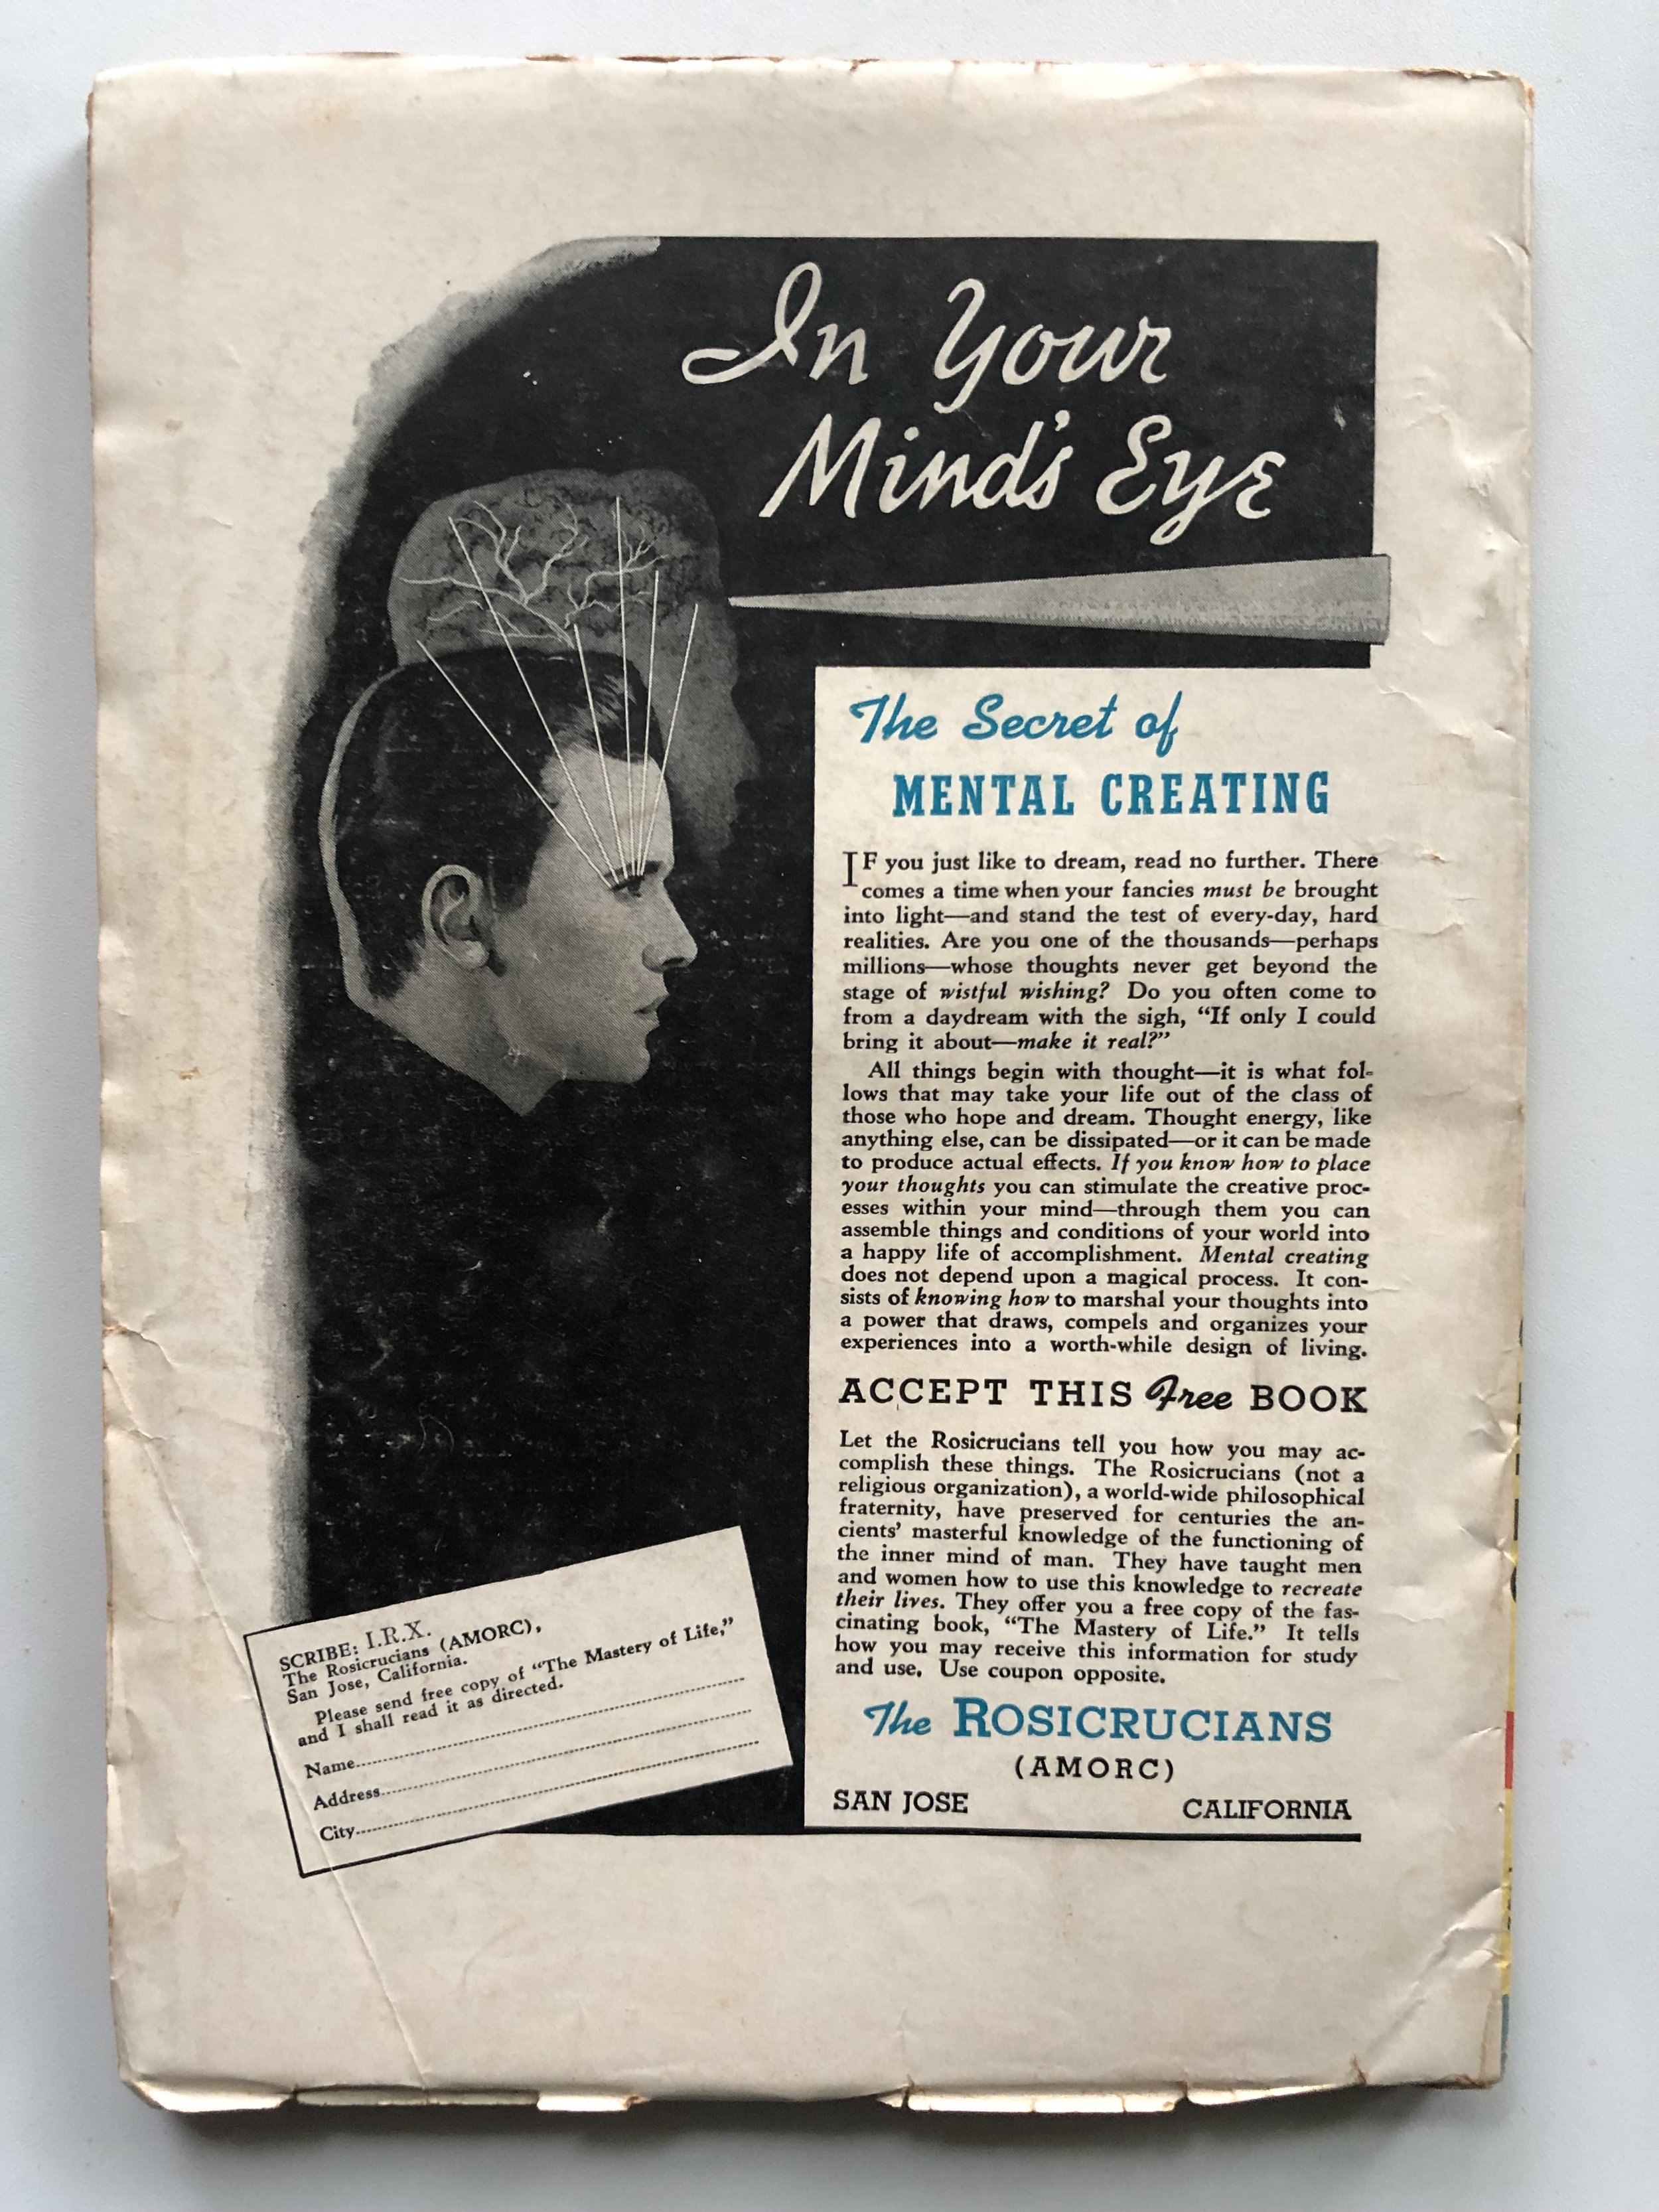 In Your
Mind's Eye
The Secret of
MENTAL CREATING
IF you just like to dream, read no further. There
comes a time when your fancies must be brought
into light—and stand the test of every-day, hard
realities. Are you one of the thousands—perhaps
millions—whose thoughts never get beyond the
stage of wistful wishing? Do you often come to
from a daydream with the sigh, “If only I could
bring it about—make it real?”
All things begin with thought—it is what fol-
lows that may take your life out of the class of
those who hope and dream. Thought energy, like
anything else, can be dissipated—or it can be made
to produce actual effects. If you know how to place
your thoughts you can stimulate the creative proc-
esses within your mind—through them you can
assemble things and conditions of your world into
a happy life of accomplishment. Mental creating
does not depend upon a magical process. It con-
sists of knowing how to marshal your thoughts into
a power that draws, compels and organizes your
experiences into a worth-while design of living.
ACCEPT THIS Free BOOK
Let the Rosicrucians tell you how you may ac-
complish these things. The Rosicrucians (not a
religious organization), a world-wide philosophical
fraternity, have preserved for centuries the an-
cients’ masterful knowledge of the functioning of
the inner mind of man. They have taught men
and women how to use this knowledge to recreate
their lives. They offer you a free copy of the fas-
cinating book, “The Mastery of Life.” It tells
how you may receive this information for study
and use. Use coupon opposite.
The ROSICRUCIANS
(AMORC)
SAN JOSE CALIFORNIA
SCRIBE: I.R.X.
The Rosicrucians (AMORC),
San Jose, California.
Please send free copy of “The Mastery of Life,”
and I shall read it as directed.
Name
Address
City